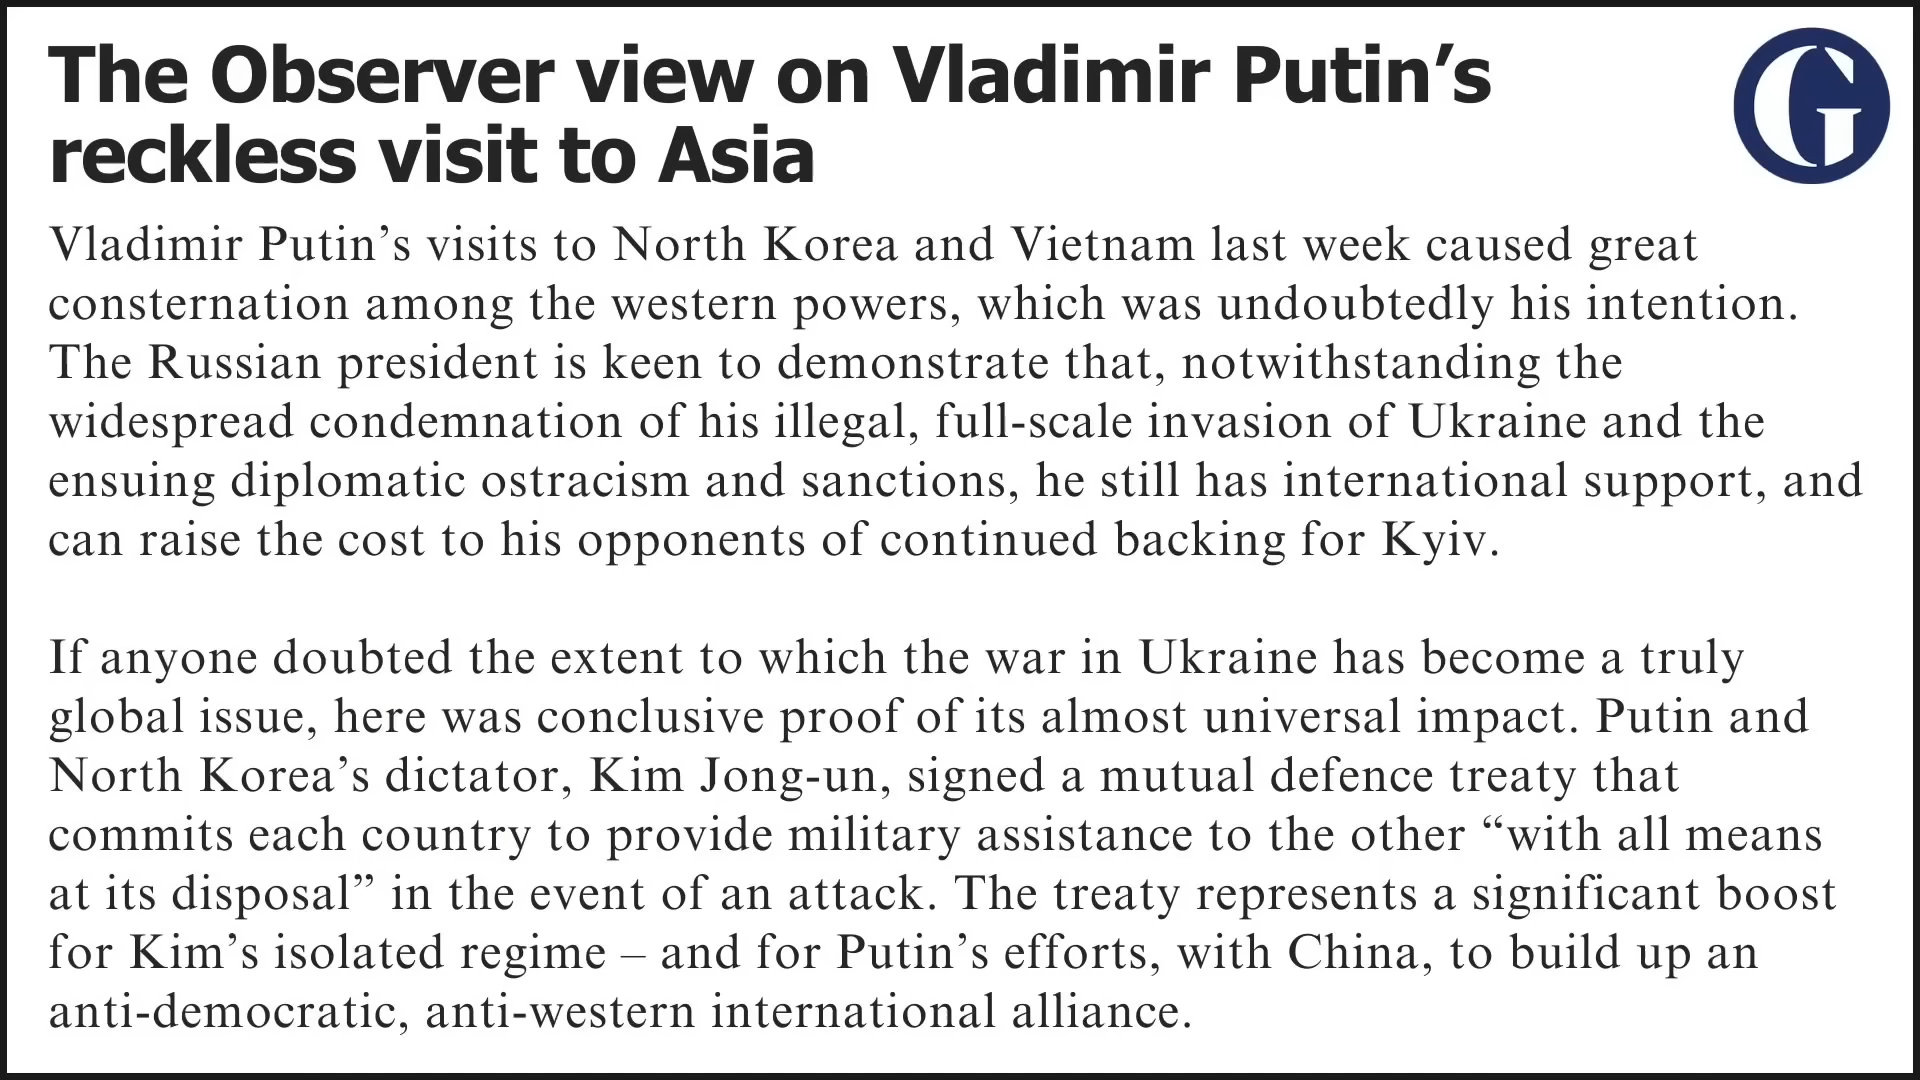 The Observer view on Vladimir Putin’s
reckless visit to Asia
G
Vladimir Putin’s visits to North Korea and Vietnam last week caused great
consternation among the western powers, which was undoubtedly his intention.
The Russian president is keen to demonstrate that, notwithstanding the
widespread condemnation of his illegal, full-scale invasion of Ukraine and the
ensuing diplomatic ostracism and sanctions, he still has international support, and
can raise the cost to his opponents of continued backing for Kyiv.
If anyone doubted the extent to which the war in Ukraine has become a truly
global issue, here was conclusive proof of its almost universal impact. Putin and
North Korea’s dictator, Kim Jong-un, signed a mutual defence treaty that
commits each country to provide military assistance to the other “with all means
at its disposal” in the event of an attack. The treaty represents a significant boost
for Kim’s isolated regime – and for Putin’s efforts, with China, to build up an
anti-democratic, anti-western international alliance.